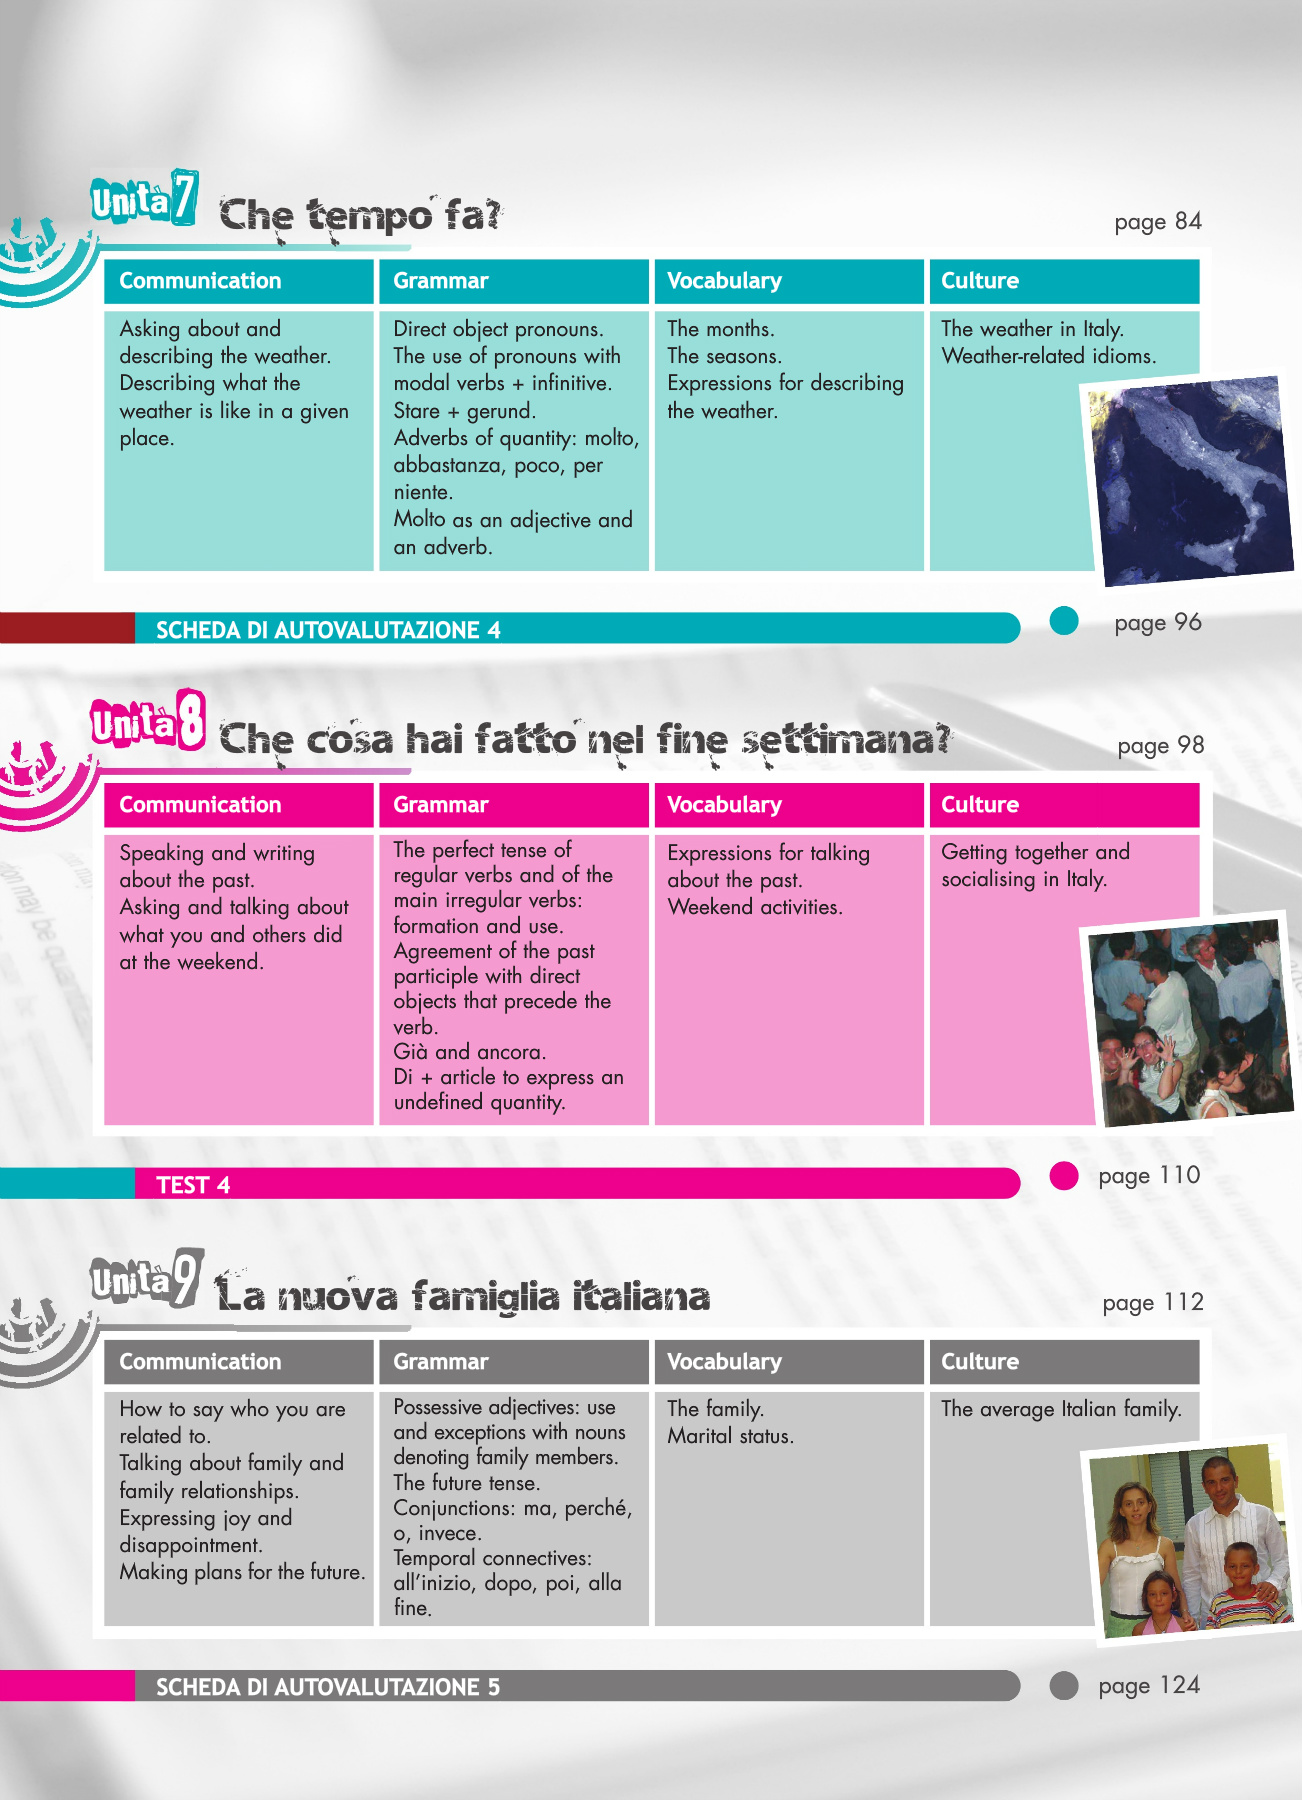 Unità 7 Che tempo fa?
page 84
Communication
Asking about and
describing the weather.
Describing what the
weather is like in a given
place.
Grammar
Direct object pronouns.
The use of pronouns with
modal verbs + infinitive.
Stare + gerund.
Adverbs of quantity: molto,
abbastanza, poco, per
niente.
Molto as an adjective and
an adverb.
Vocabulary
The months.
The seasons.
Expressions for describing
the weather.
Culture
The weather in Italy.
Weather-related idioms.
SCHEDA DI AUTOVALUTAZIONE 4
page 96
Unità 8 Che cosa hai fatto nel fine settimana?
page 98
Communication
Speaking and writing
about the past.
Asking and talking about
what you and others did
at the weekend.
Grammar
The perfect tense of
regular verbs and of the
main irregular verbs:
formation and use.
Agreement of the past
participle with direct
objects that precede the
verb.
Già and ancora.
Di + article to express an
undefined quantity.
Vocabulary
Expressions for talking
about the past.
Weekend activities.
Culture
Getting together and
socialising in Italy.
TEST 4
page 110
Unità 9 La nuova famiglia italiana
page 112
Communication
How to say who you are
related to.
Talking about family and
family relationships.
Expressing joy and
disappointment.
Making plans for the future.
Grammar
Possessive adjectives: use
and exceptions with nouns
denoting family members.
The future tense.
Conjunctions: ma, perché,
o, invece.
Temporal connectives:
all'inizio, dopo, poi, alla
fine.
Vocabulary
The family.
Marital status.
Culture
The average Italian family.
SCHEDA DI AUTOVALUTAZIONE 5
page 124